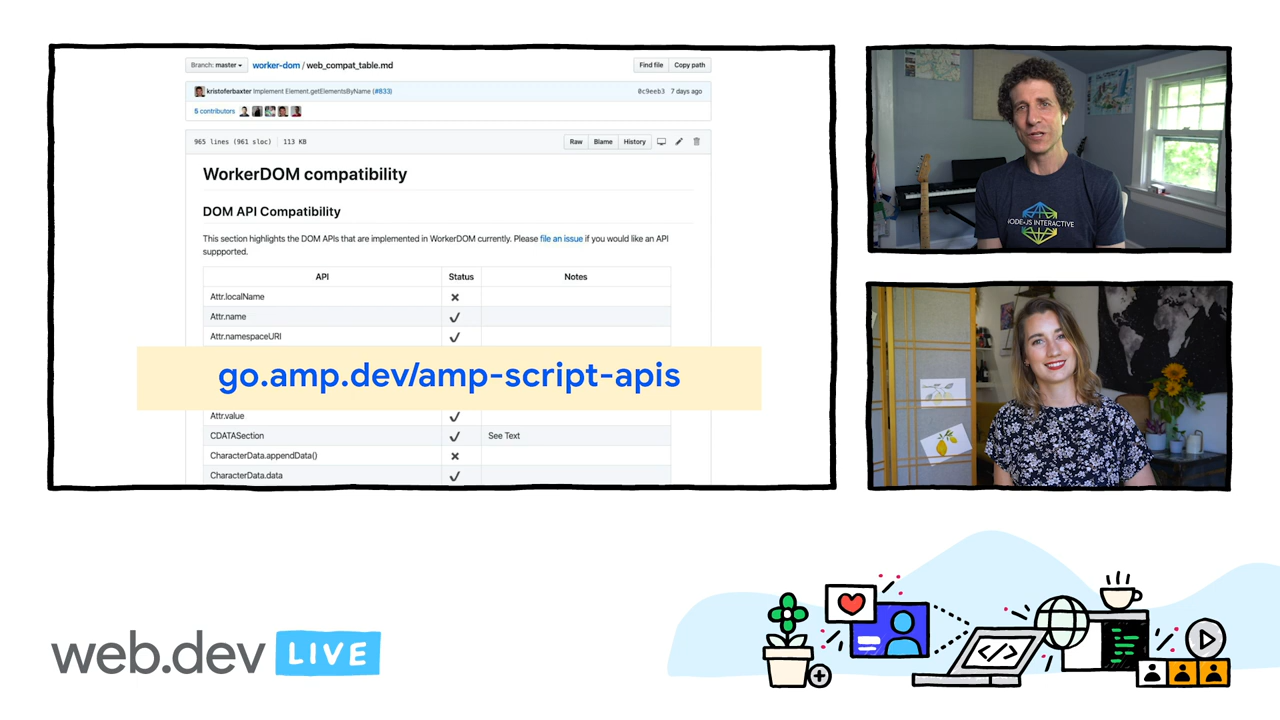 Branch: master
worker-dom / web_compat_table.md
Find file
Copy path
kristoferbaxter Implement Element.getElementsByName (#833)
0c9eeb3 7 days ago
5 contributors
965 lines (961 sloc) 113 KB
Raw
Blame
History
WorkerDOM compatibility
DOM API Compatibility
This section highlights the DOM APIs that are implemented in WorkerDOM currently. Please file an issue if you would like an API
suppported.
API Status Notes
Attr.localName ✗
Attr.name ✓
Attr.namespaceURI ✓
go.amp.dev/amp-script-apis
Attr.value ✓
CDATASection ✓ See Text
CharacterData.appendData() ✗
CharacterData.data ✓
NODE+JS INTERACTIVE
web.dev LIVE